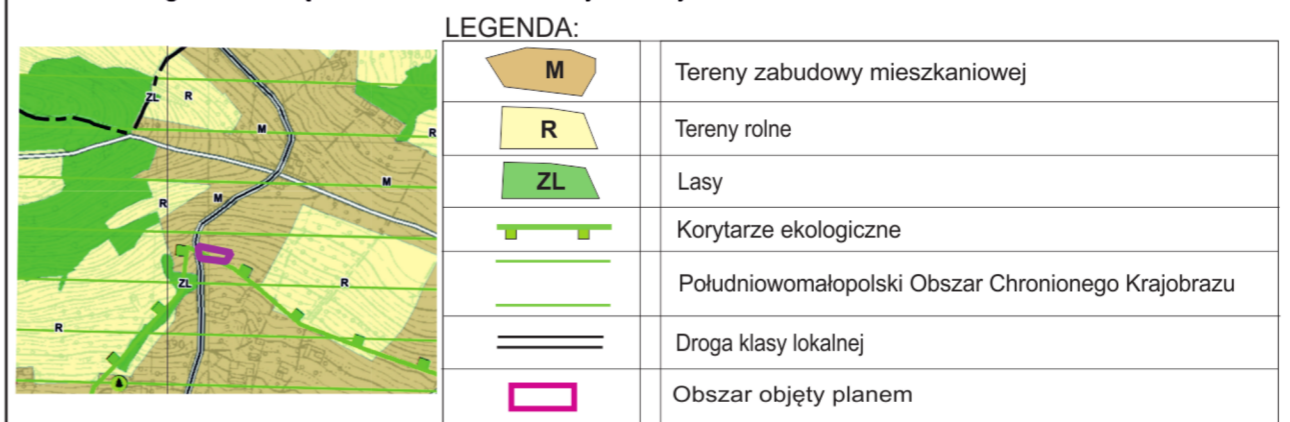 LEGENDA:
M Tereny zabudowy mieszkaniowej
R Tereny rolne
ZL Lasy
Korytarze ekologiczne
Południowomałopolski Obszar Chronionego Krajobrazu
Droga klasy lokalnej
Obszar objęty planem
ZL R
M
R
M
R M
ZL R
R